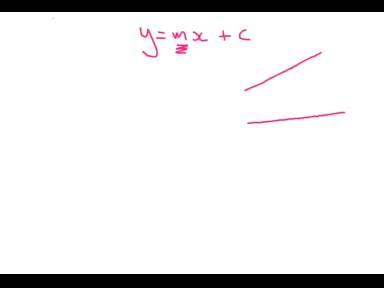 y = mx + c